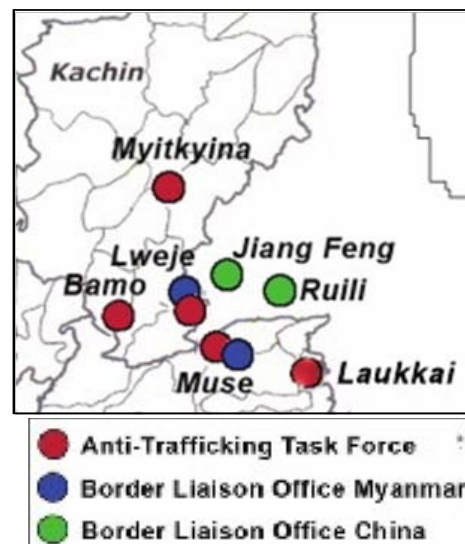 Kachin
Myitkyina
Lweje
Jiang Feng
Bamo
Ruili
Muse
Laukkai
Anti-Trafficking Task Force
Border Liaison Office Myanmar
Border Liaison Office China